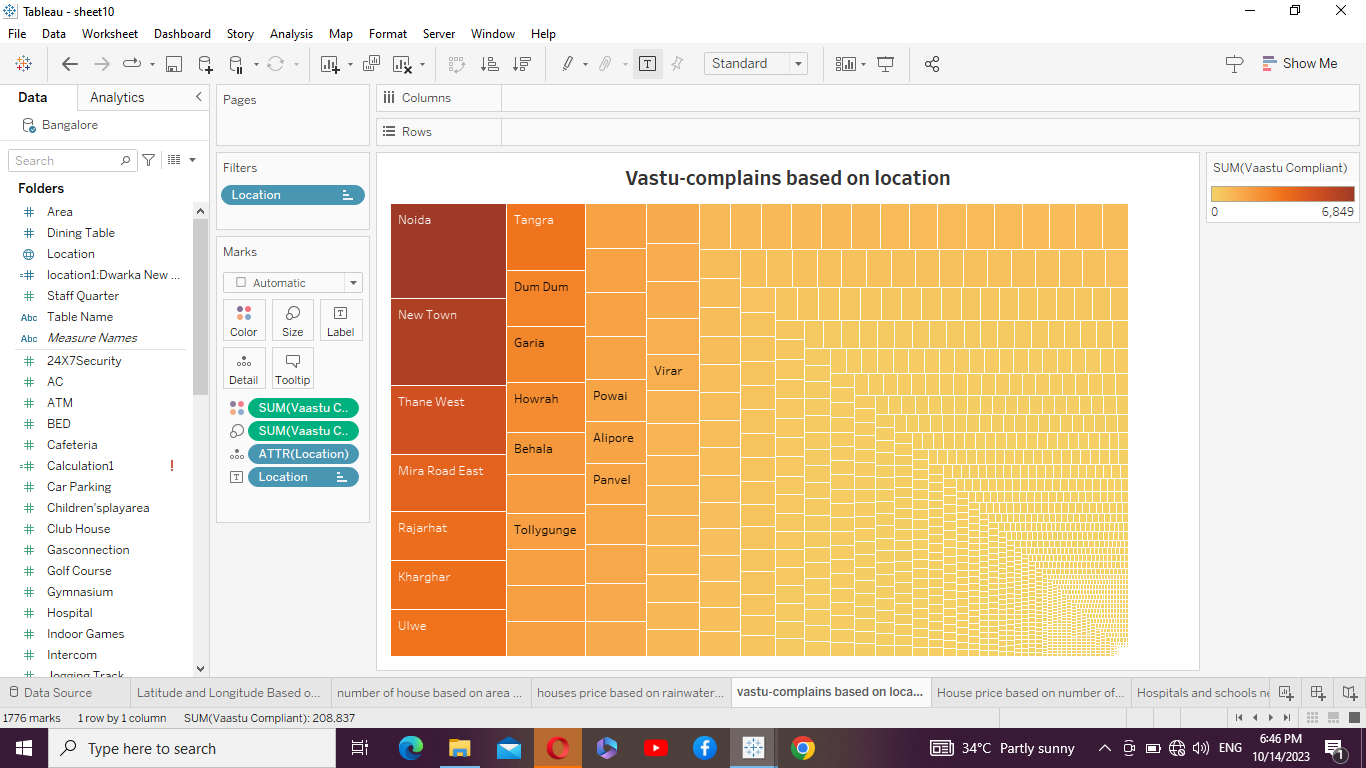 Tableau - sheet10
File Data Worksheet Dashboard Story Analysis Map Format Server Window Help
Standard
Show Me
Data Analytics
Bangalore
Search
Folders
Area
Dining Table
Location
location1:Dwarka New ...
Staff Quarter
Abc Table Name
Abc Measure Names
24X7Security
AC
ATM
BED
Cafeteria
Calculation1 !
Car Parking
Children'splayarea
Club House
Gasconnection
Golf Course
Gymnasium
Hospital
Indoor Games
Intercom
Jogging Track
Pages
Filters
Location
Marks
Automatic
Color Size Label
Detail Tooltip
SUM(Vaastu C..
SUM(Vaastu C..
ATTR(Location)
Location
Columns
Rows
Vastu-complains based on location
Noida
New Town
Thane West
Mira Road East
Rajarhat
Kharghar
Ulwe
Tangra
Dum Dum
Garia
Howrah
Behala
Tollygunge
Powai
Alipore
Panvel
Virar
SUM(Vaastu Compliant)
0 6,849
Data Source Latitude and Longitude Based o... number of house based on area ... houses price based on rainwater... vastu-complains based on loca... House price based on number of... Hospitals and schools ne
1776 marks 1 row by 1 column SUM(Vaastu Compliant): 208,837
Type here to search
34°C Partly sunny
ENG
6:46 PM
10/14/2023
1